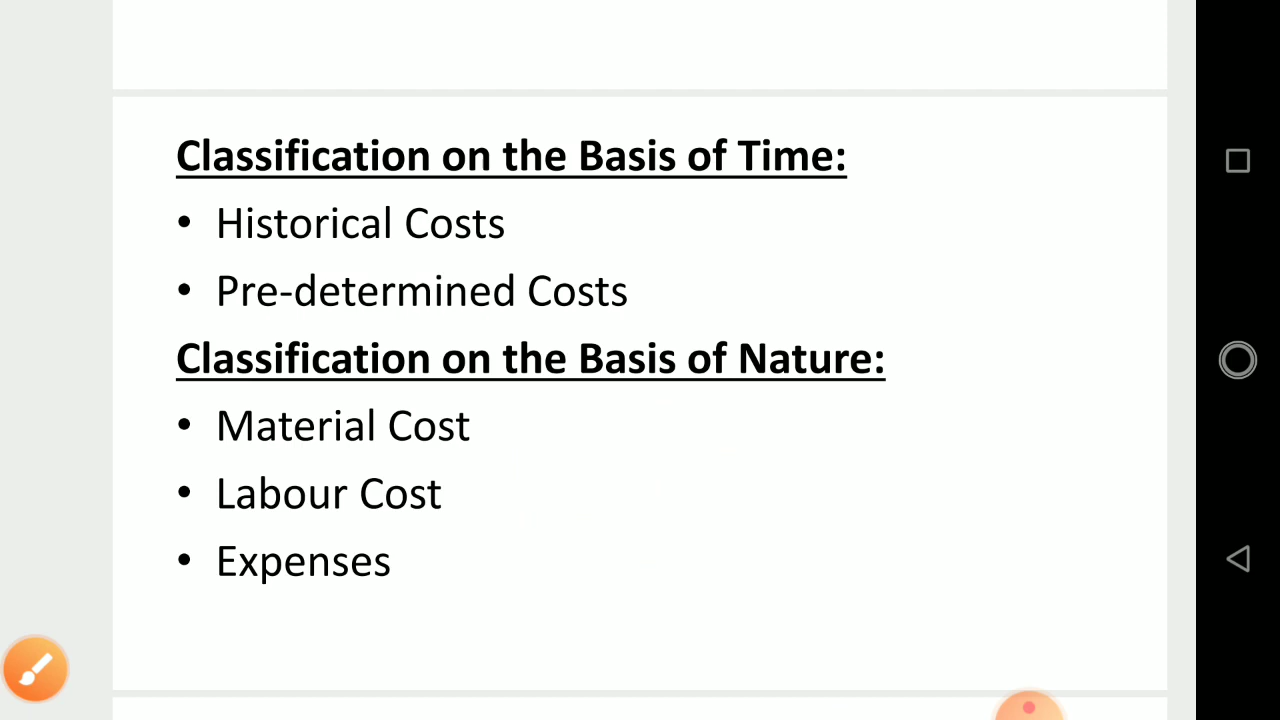 Classification on the Basis of Time:
• Historical Costs
• Pre-determined Costs
Classification on the Basis of Nature:
• Material Cost
• Labour Cost
• Expenses